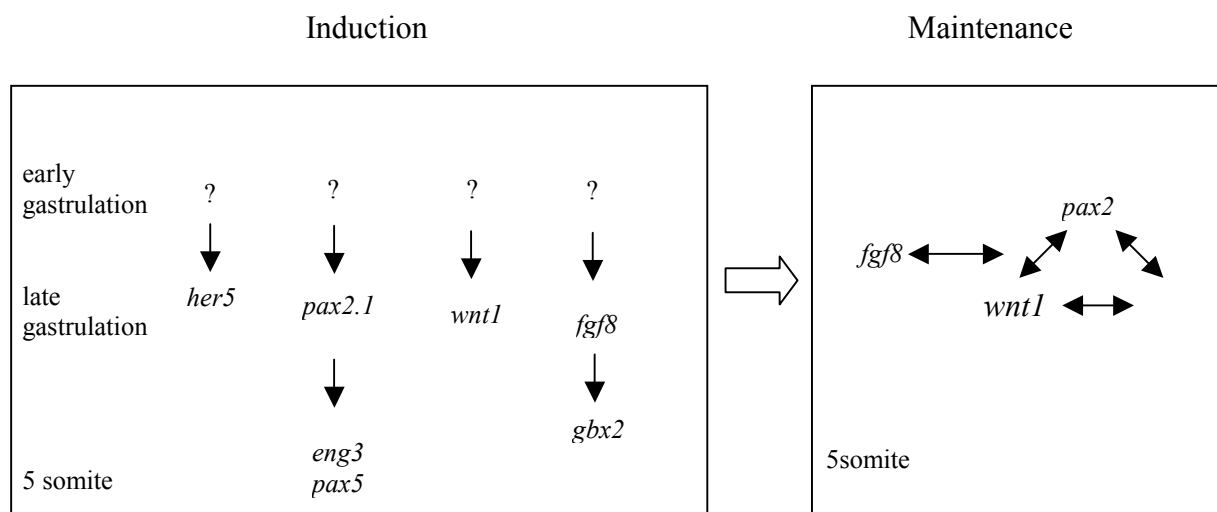 Induction
Maintenance
early
gastrulation
? ? ? ?
late
gastrulation
her5 pax2.1 wnt1 fgf8
gbx2
eng3
pax5
5 somite
pax2
fgf8
wnt1
5somite